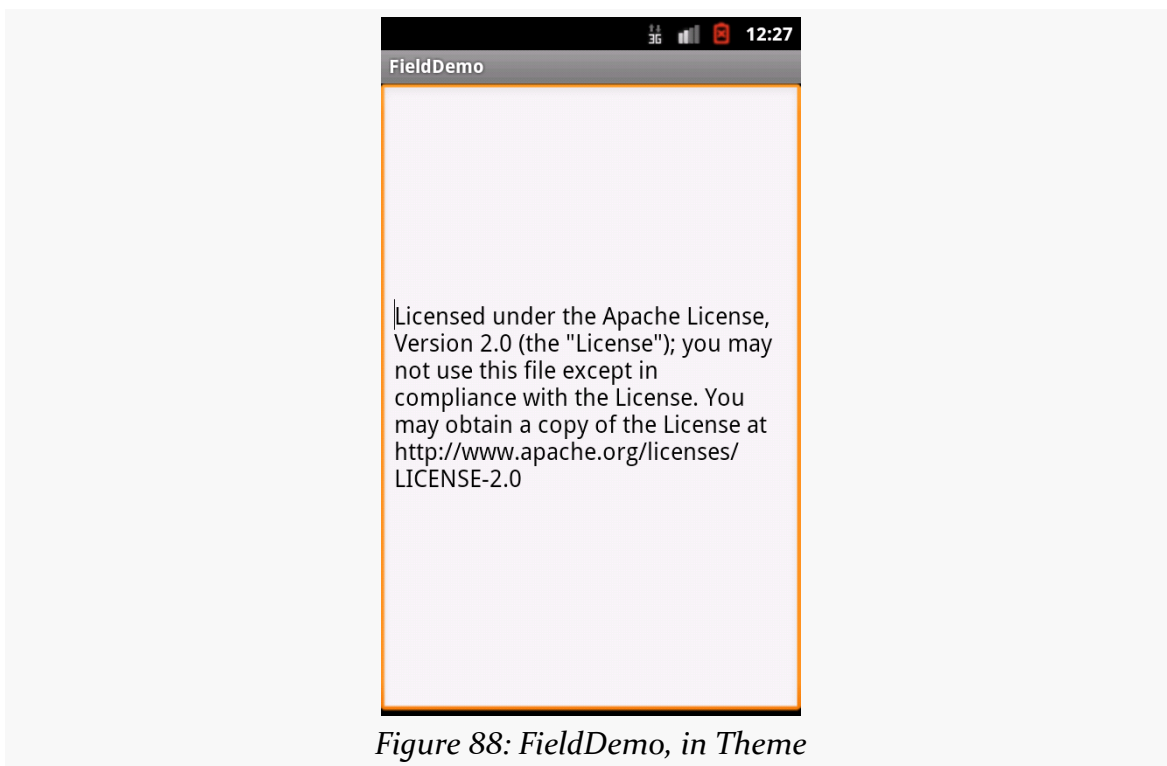 3G 12:27
FieldDemo
Licensed under the Apache License,
Version 2.0 (the "License"); you may
not use this file except in
compliance with the License. You
may obtain a copy of the License at
http://www.apache.org/licenses/
LICENSE-2.0
Figure 88: FieldDemo, in Theme